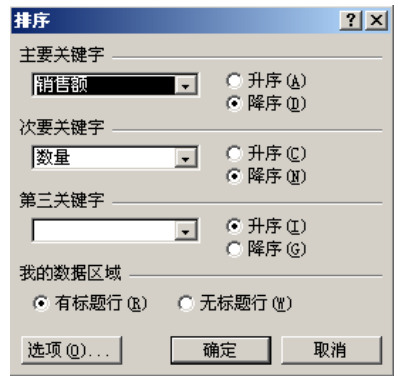 排序
主要关键字
销售额 升序(A)
降序(D)
次要关键字
数量 升序(C)
降序(N)
第三关键字
升序(I)
降序(G)
我的数据区域
有标题行(R) 无标题行(W)
选项(O)... 确定 取消